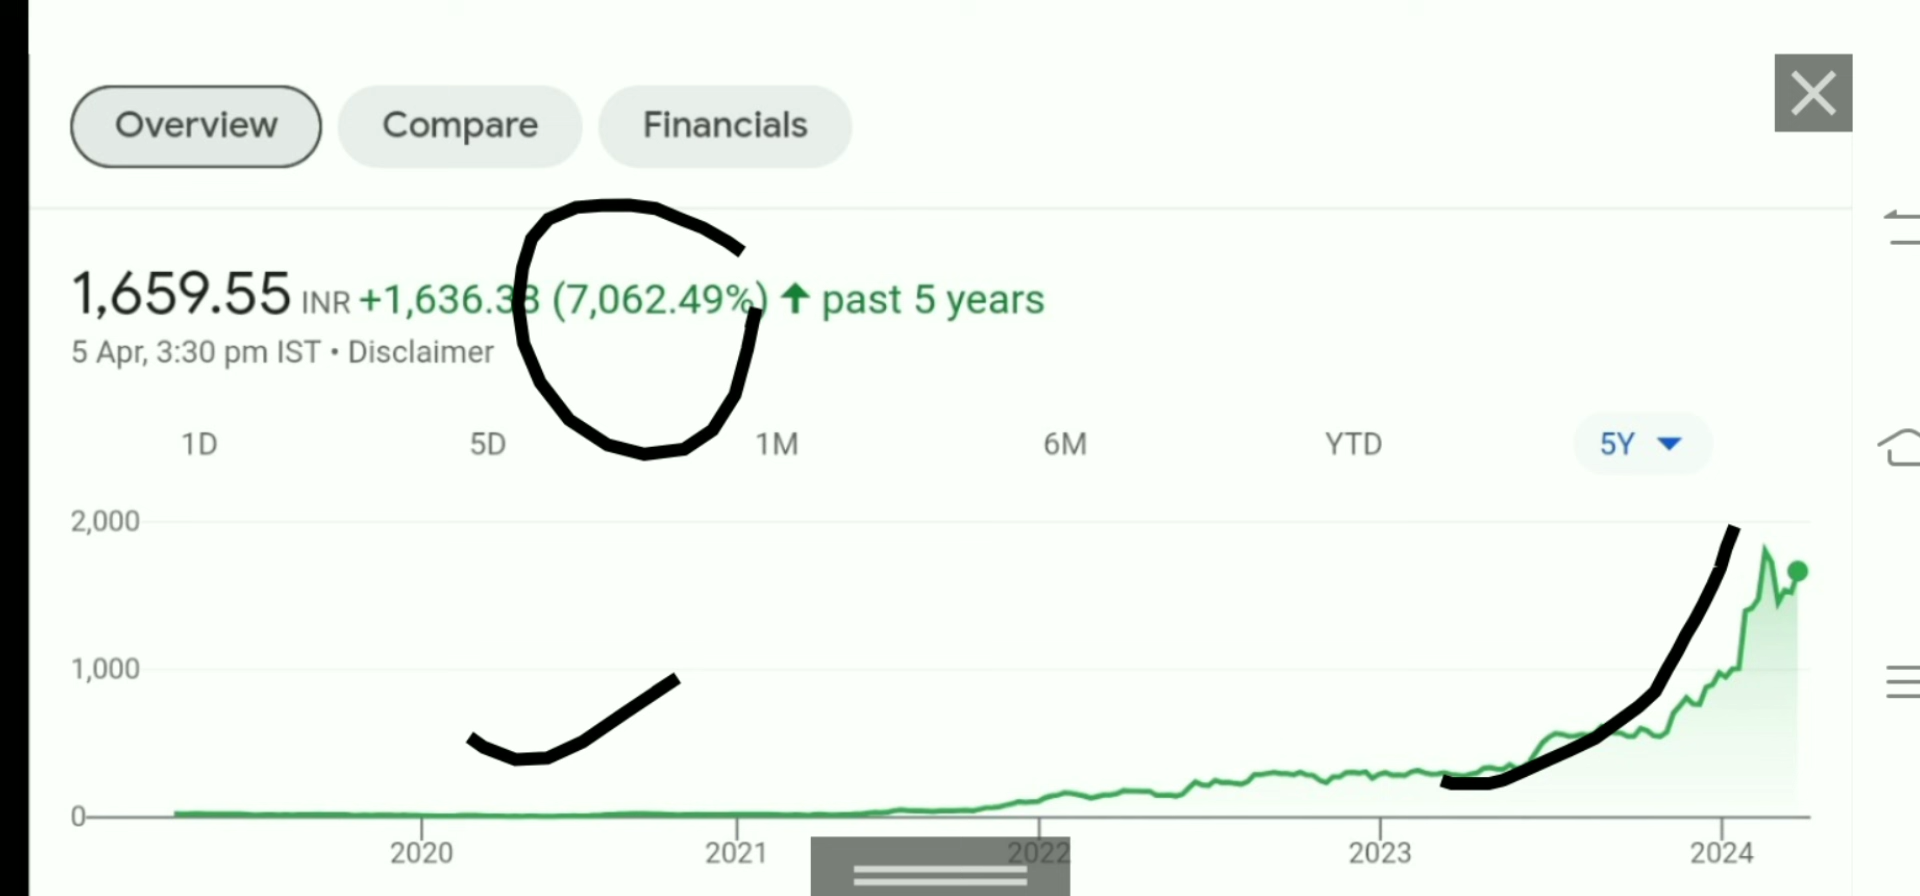 Overview Compare Financials
1,659.55 INR +1,636.38 (7,062.49%) ↑ past 5 years
5 Apr, 3:30 pm IST • Disclaimer
1D 5D 1M 6M YTD 5Y
2,000
1,000
0
2020 2021 2022 2023 2024